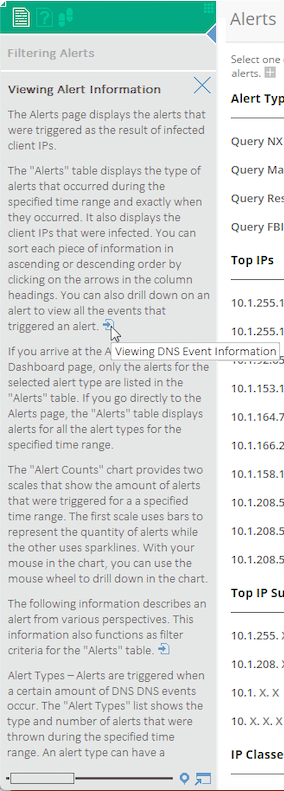 Alerts
Filtering Alerts
Viewing Alert Information
The Alerts page displays the alerts that
were triggered as the result of infected
client IPs.
The "Alerts" table displays the type of
alerts that occurred during the
specified time range and exactly when
they occurred. It also displays the
client IPs that were infected. You can
sort each piece of information in
ascending or descending order by
clicking on the arrows in the column
headings. You can also drill down on an
alert to view all the events that
triggered an alert.
Viewing DNS Event Information
If you arrive at the A
Dashboard page, only the alerts for the
selected alert type are listed in the
"Alerts" table. If you go directly to the
Alerts page, the "Alerts" table displays
alerts for all the alert types for the
specified time range.
The "Alert Counts" chart provides two
scales that show the amount of alerts
that were triggered for a a specified
time range. The first scale uses bars to
represent the quantity of alerts while
the other uses sparklines. With your
mouse in the chart, you can use the
mouse wheel to drill down in the chart.
The following information describes an
alert from various perspectives. This
information also functions as filter
criteria for the "Alerts" table.
Alert Types – Alerts are triggered when
a certain amount of DNS DNS events
occur. The "Alert Types" list shows the
type and number of alerts that were
thrown during the specified time
range. An alert type can have a
Select one
alerts.
Alert Typ
Query NX
Query Ma
Query Res
Query FBI
Top IPs
10.1.255.1
10.1.255.1
10.1.153.1
10.1.164.7
10.1.166.2
10.1.158.1
10.1.208.5
10.1.208.5
10.1.208.5
Top IP Su
10.1.255. X
10.1.208. X
10.1. X. X
10. X. X. X
IP Classe